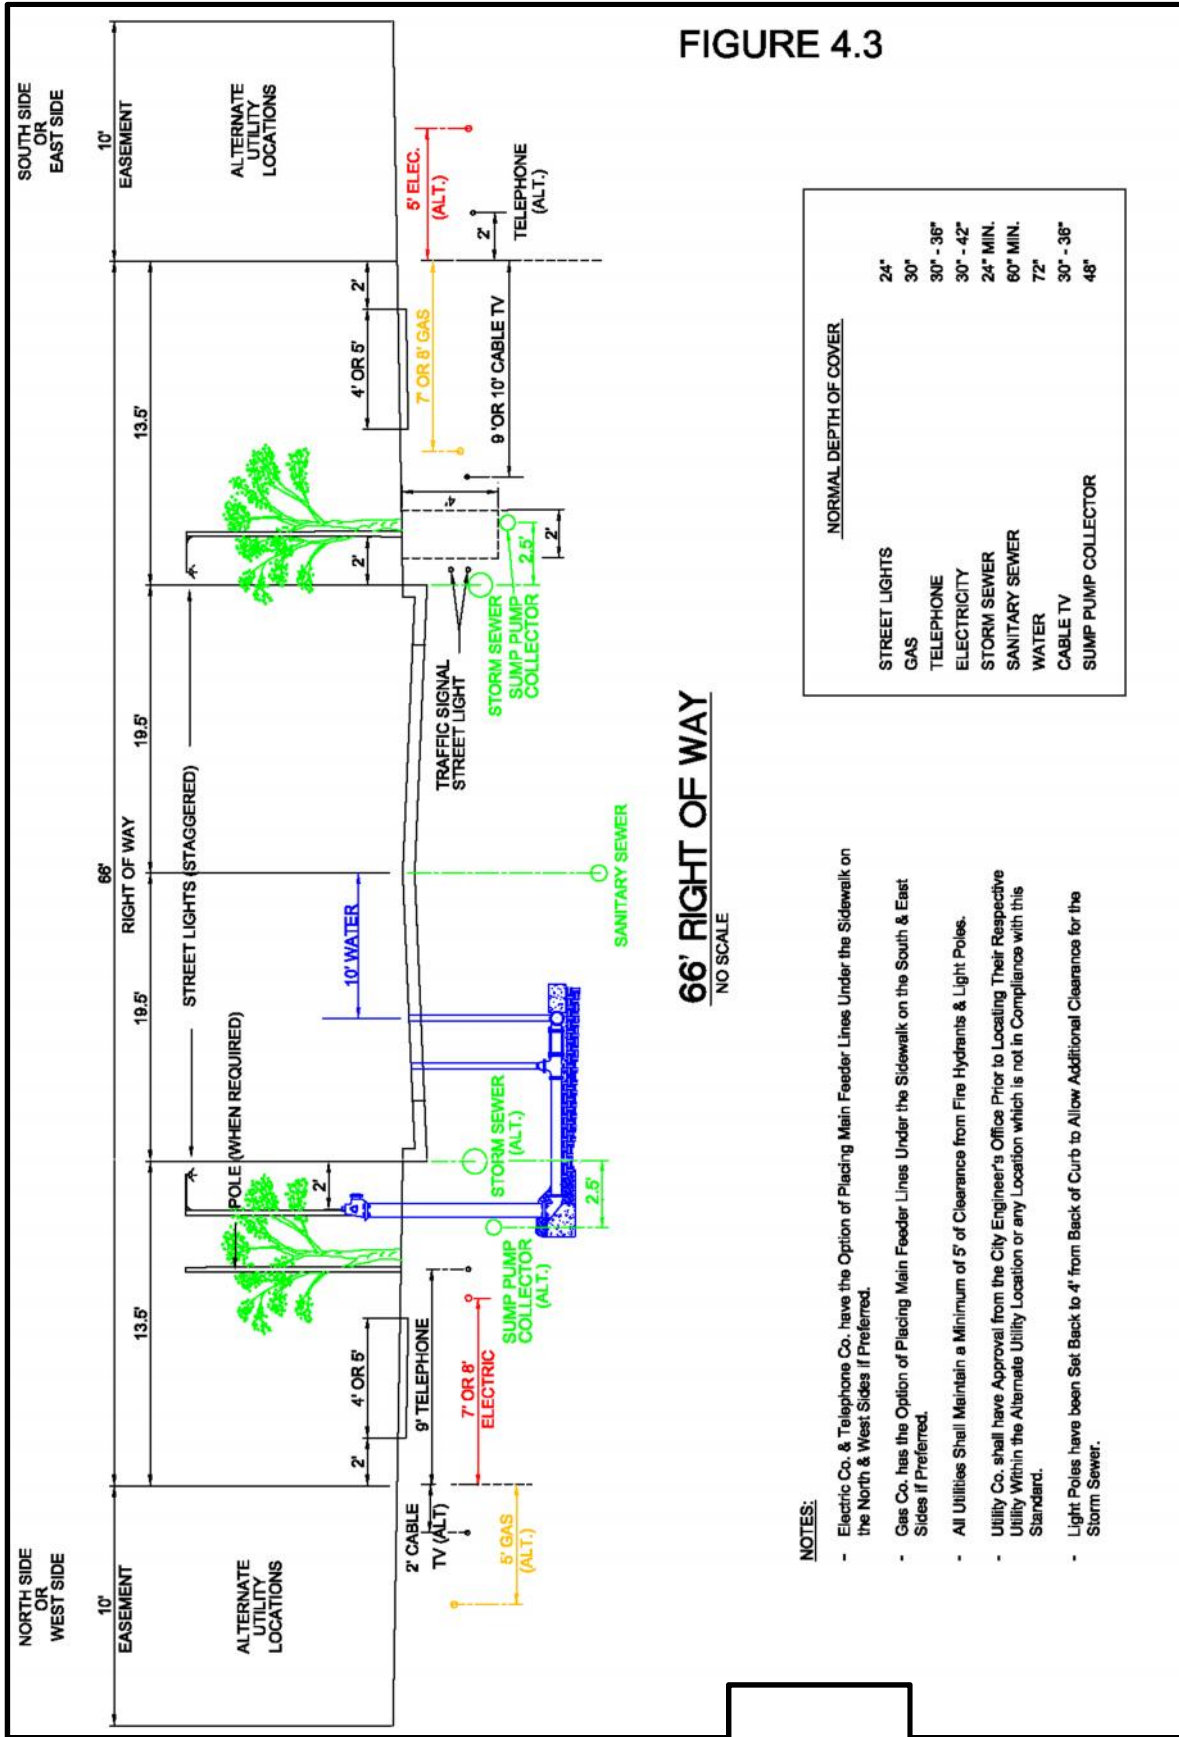 FIGURE 4.3
NORTH SIDE
OR
WEST SIDE
SOUTH SIDE
OR
EAST SIDE
10'
EASEMENT
66'
RIGHT OF WAY
10'
EASEMENT
13.5'
19.5'
19.5'
13.5'
ALTERNATE
UTILITY
LOCATIONS
STREET LIGHTS (STAGGERED)
POLE (WHEN REQUIRED)
ALTERNATE
UTILITY
LOCATIONS
2'
4' OR 5'
2'
10' WATER
2'
4' OR 5'
2'
2' CABLE
TV (ALT)
9' TELEPHONE
7' OR 8'
ELECTRIC
5' GAS
(ALT.)
SUMP PUMP
COLLECTOR
(ALT.)
STORM SEWER
(ALT.)
2.5'
SANITARY SEWER
TRAFFIC SIGNAL
STREET LIGHT
STORM SEWER
SUMP PUMP
COLLECTOR
2.5'
2'
4'
7' OR 8' GAS
9 'OR 10' CABLE TV
5' ELEC.
(ALT.)
2'
TELEPHONE
(ALT.)
66' RIGHT OF WAY
NO SCALE
NOTES:
- Electric Co. & Telephone Co. have the Option of Placing Main Feeder Lines Under the Sidewalk on
the North & West Sides if Preferred.
- Gas Co. has the Option of Placing Main Feeder Lines Under the Sidewalk on the South & East
Sides if Preferred.
- All Utilities Shall Maintain a Minimum of 5' of Clearance from Fire Hydrants & Light Poles.
- Utility Co. shall have Approval from the City Engineer's Office Prior to Locating Their Respective
Utility Within the Alternate Utility Location or any Location which is not in Compliance with this
Standard.
- Light Poles have been Set Back to 4' from Back of Curb to Allow Additional Clearance for the
Storm Sewer.
NORMAL DEPTH OF COVER
STREET LIGHTS 24"
GAS 30"
TELEPHONE 30" - 36"
ELECTRICITY 30" - 42"
STORM SEWER 24" MIN.
SANITARY SEWER 60" MIN.
WATER 72"
CABLE TV 30" - 36"
SUMP PUMP COLLECTOR 48"